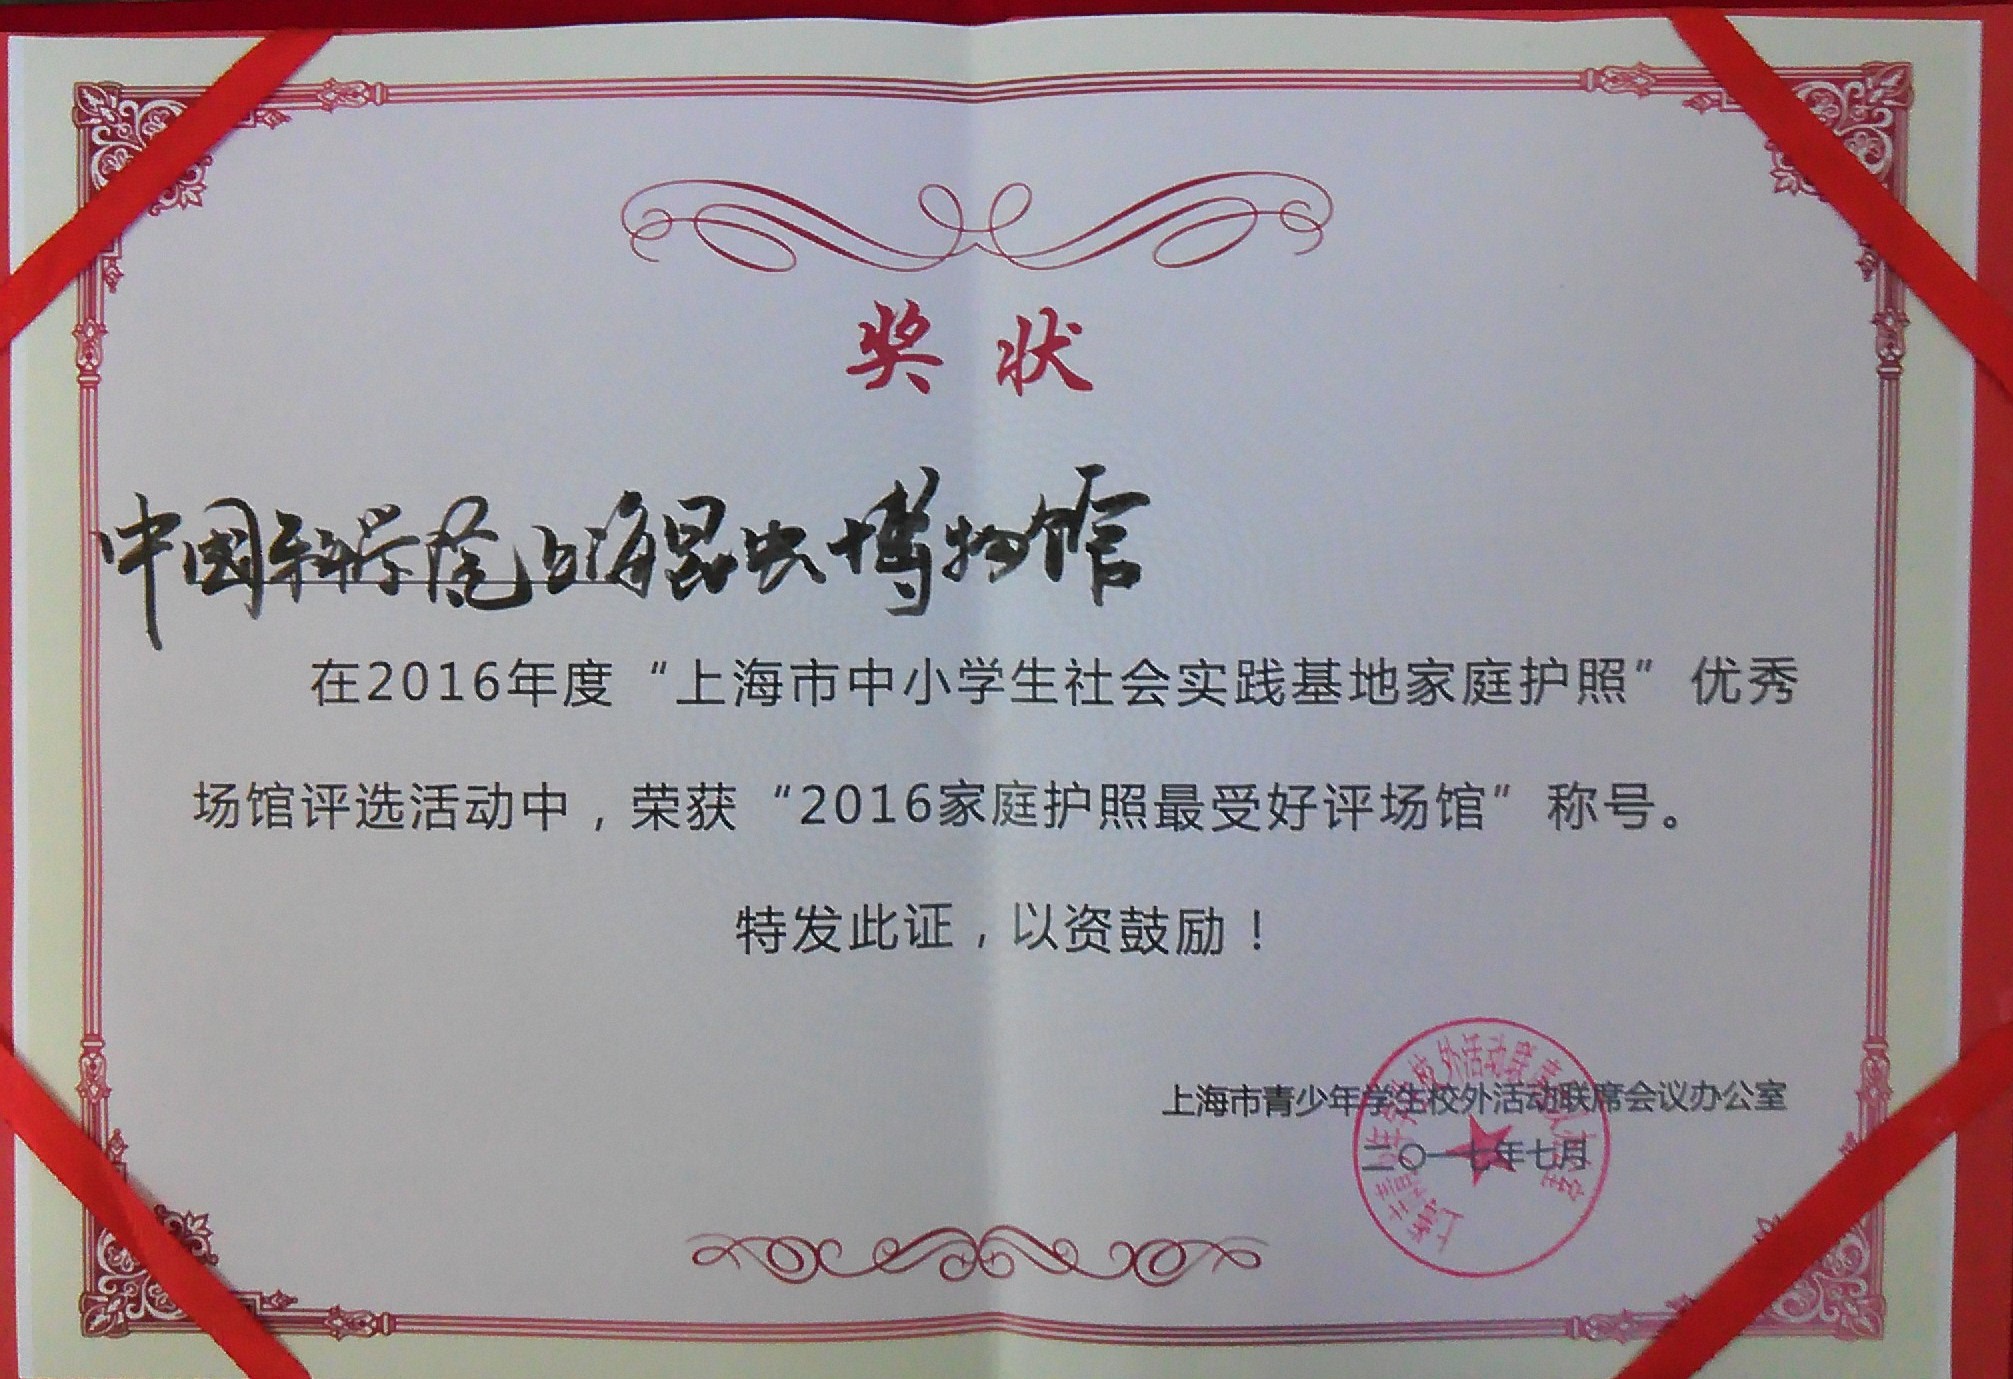 奖状
中国科学院上海昆虫博物馆
在2016年度“上海市中小学生社会实践基地家庭护照”优秀
场馆评选活动中，荣获“2016家庭护照最受好评场馆”称号。
特发此证，以资鼓励！
上海市青少年学生校外活动联席会议办公室
二〇一七年七月